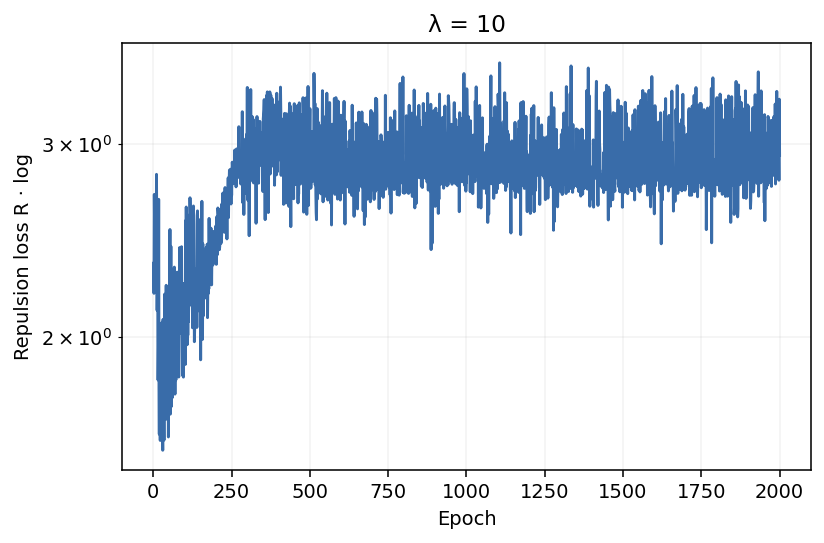 λ = 10
Repulsion loss R · log
3 × 10⁰
2 × 10⁰
0 250 500 750 1000 1250 1500 1750 2000
Epoch